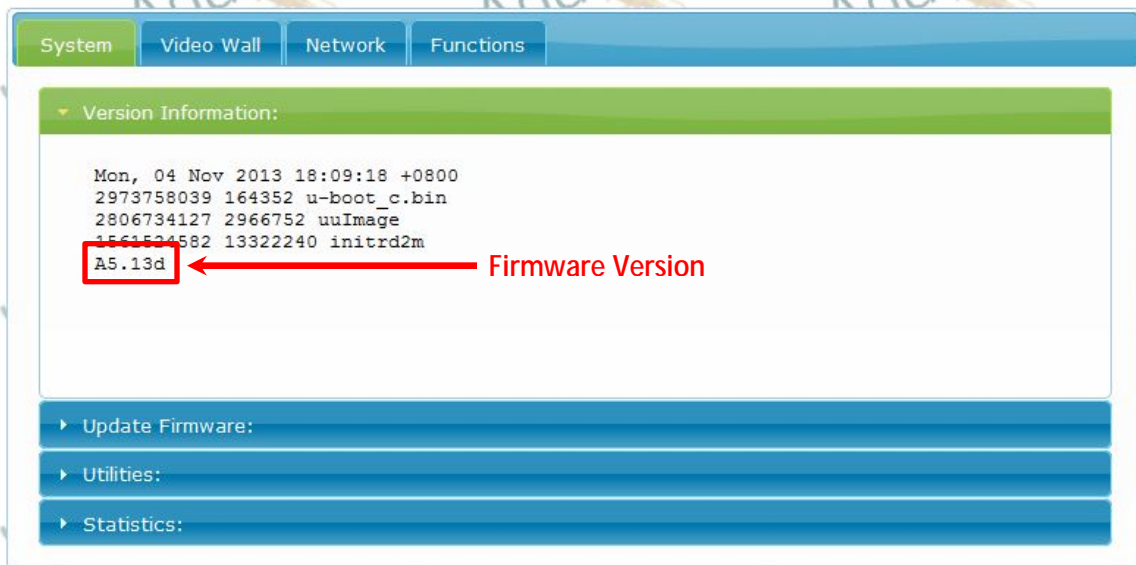 System Video Wall Network Functions
Version Information:
Mon, 04 Nov 2013 18:09:18 +0800
2973758039 164352 u-boot_c.bin
2806734127 2966752 uuImage
1561524582 13322240 initrd2m
A5.13d Firmware Version
Update Firmware:
Utilities:
Statistics: